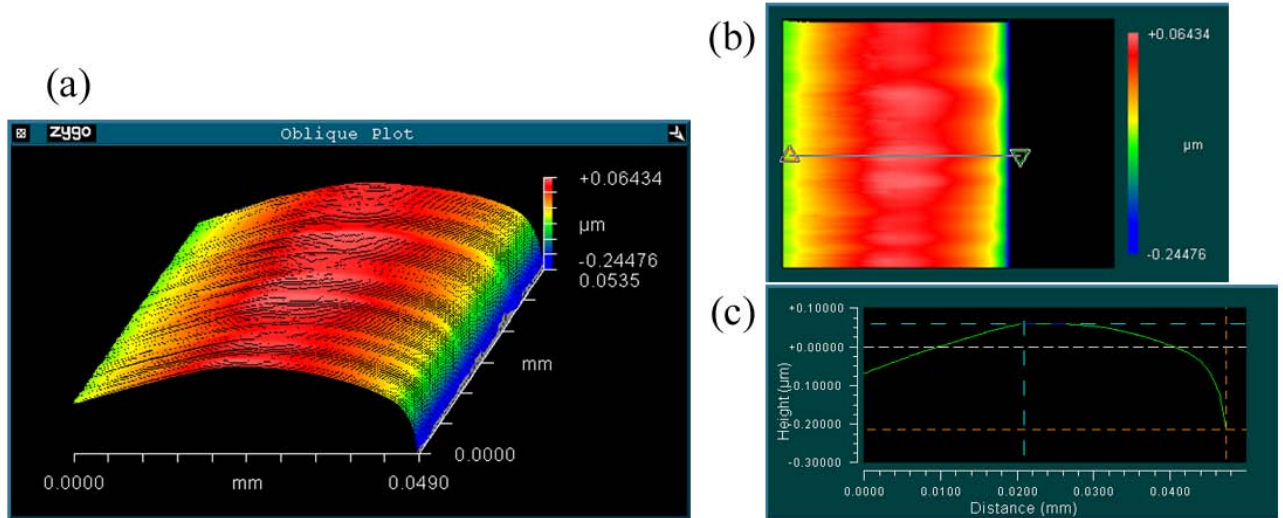 (a)
zygo Oblique Plot
+0.06434
µm
-0.24476
0.0535
mm
0.0000
0.0000 mm 0.0490
(b)
+0.06434
µm
-0.24476
(c)
+0.10000
+0.00000
-0.10000
-0.20000
-0.30000
Height (µm)
0.0000 0.0100 0.0200 0.0300 0.0400
Distance (mm)